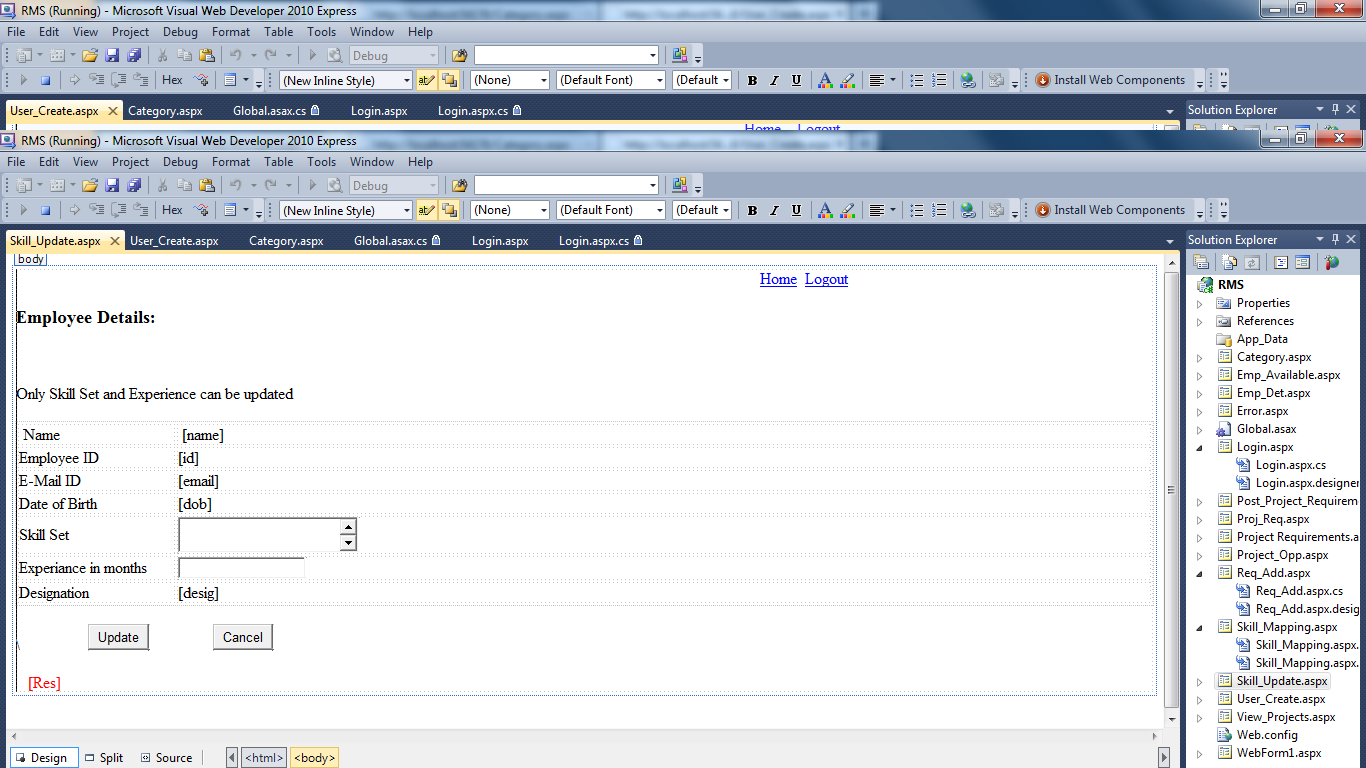 RMS (Running) - Microsoft Visual Web Developer 2010 Express
File Edit View Project Debug Format Table Tools Window Help
Debug
Hex (New Inline Style) ab/ (None) (Default Font) (Default B I U A Install Web Components
User_Create.aspx Category.aspx Global.asax.cs Login.aspx Login.aspx.cs Solution Explorer
Home Logout
RMS (Running) - Microsoft Visual Web Developer 2010 Express
File Edit View Project Debug Format Table Tools Window Help
Debug
Hex (New Inline Style) ab/ (None) (Default Font) (Default B I U A Install Web Components
Skill_Update.aspx User_Create.aspx Category.aspx Global.asax.cs Login.aspx Login.aspx.cs Solution Explorer
body
Home Logout
Employee Details:
Only Skill Set and Experience can be updated
Name [name]
Employee ID [id]
E-Mail ID [email]
Date of Birth [dob]
Skill Set
Experiance in months
Designation [desig]
Update Cancel
\
[Res]
Design Split Source <html> <body>
RMS
Properties
References
App_Data
Category.aspx
Emp_Available.aspx
Emp_Det.aspx
Error.aspx
Global.asax
Login.aspx
Login.aspx.cs
Login.aspx.designer
Post_Project_Requirem
Proj_Req.aspx
Project Requirements.a
Project_Opp.aspx
Req_Add.aspx
Req_Add.aspx.cs
Req_Add.aspx.desig
Skill_Mapping.aspx
Skill_Mapping.aspx.
Skill_Mapping.aspx.
Skill_Update.aspx
User_Create.aspx
View_Projects.aspx
Web.config
WebForm1.aspx